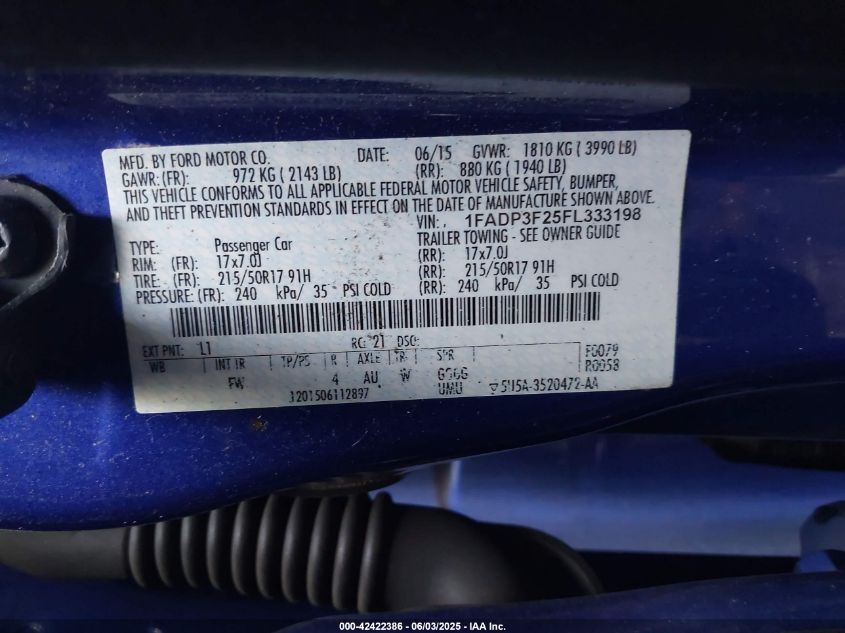 MFD. BY FORD MOTOR CO. DATE: 06/15 GVWR: 1810 KG ( 3990 LB)
GAWR: (FR): 972 KG ( 2143 LB) (RR): 880 KG ( 1940 LB)
THIS VEHICLE CONFORMS TO ALL APPLICABLE FEDERAL MOTOR VEHICLE SAFETY, BUMPER,
AND THEFT PREVENTION STANDARDS IN EFFECT ON THE DATE OF MANUFACTURE SHOWN ABOVE.
VIN: 1FADP3F25FL333198
TYPE: Passenger Car TRAILER TOWING - SEE OWNER GUIDE
RIM: (FR): 17x7.0J (RR): 17x7.0J
TIRE: (FR): 215/50R17 91H (RR): 215/50R17 91H
PRESSURE: (FR): 240 kPa/ 35 PSI COLD (RR): 240 kPa/ 35 PSI COLD
EXT PNT: L1 RC: 21 DSO: F0079
WB INT TR TP/PS R AXLE TR SPR R0058
FW 4 AU W GGGG
1201506112897 UMU 5U5A-3520472-AA
000-42422386 - 06/03/2025 - IAA Inc.